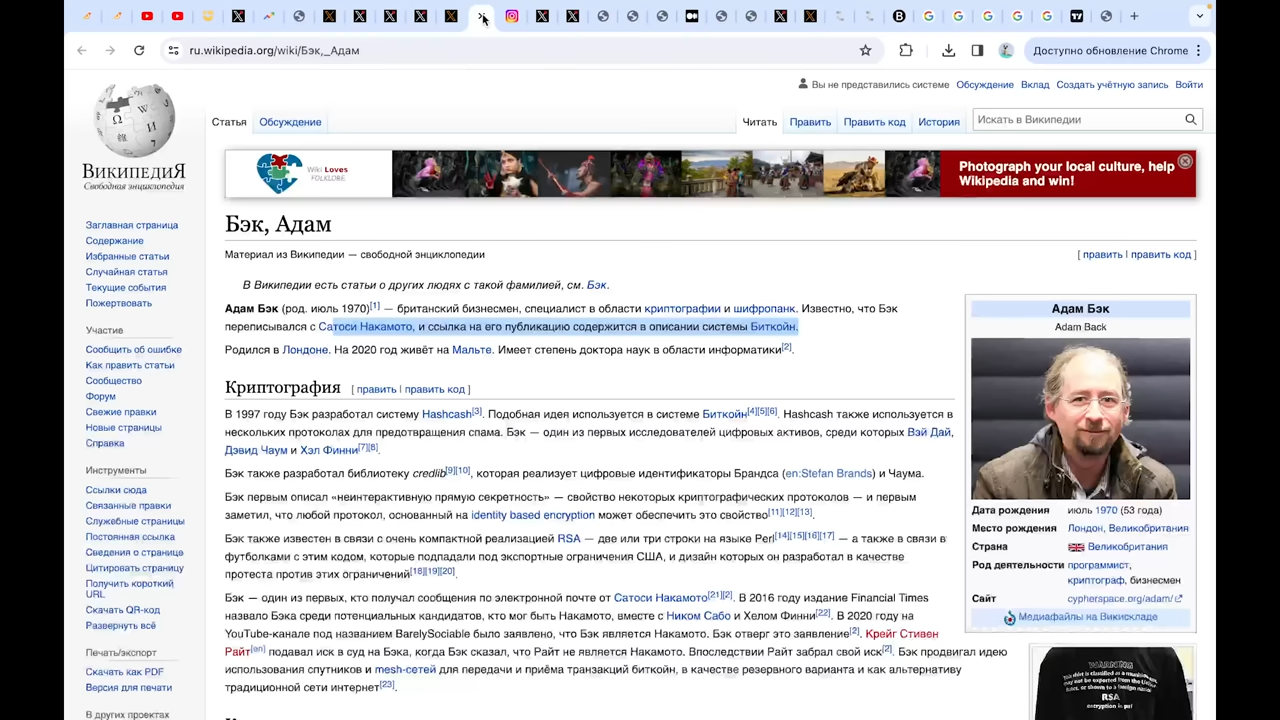 ru.wikipedia.org/wiki/Бэк,_Адам
Доступно обновление Chrome
Вы не представились системе Обсуждение Вклад Создать учётную запись Войти
Статья Обсуждение Читать Править Править код История Искать в Википедии
ВикипедиЯ
Свободная энциклопедия
Wiki Loves
FOLKLORE
Photograph your local culture, help
Wikipedia and win!
Заглавная страница
Содержание
Избранные статьи
Случайная статья
Текущие события
Пожертвовать
Участие
Сообщить об ошибке
Как править статьи
Сообщество
Форум
Свежие правки
Новые страницы
Справка
Инструменты
Ссылки сюда
Связанные правки
Служебные страницы
Постоянная ссылка
Сведения о странице
Цитировать страницу
Получить короткий
URL
Скачать QR-код
Развернуть всё
Печать/экспорт
Скачать как PDF
Версия для печати
В других проектах
Бэк, Адам
Материал из Википедии — свободной энциклопедии [ править | править код ]
В Википедии есть статьи о других людях с такой фамилией, см. Бэк.
Адам Бэк (род. июль 1970)[1] — британский бизнесмен, специалист в области криптографии и шифропанк. Известно, что Бэк
переписывался с Сатоси Накамото, и ссылка на его публикацию содержится в описании системы Биткойн.
Родился в Лондоне. На 2020 год живёт на Мальте. Имеет степень доктора наук в области информатики[2].
Криптография [ править | править код ]
В 1997 году Бэк разработал систему Hashcash[3]. Подобная идея используется в системе Биткойн[4][5][6]. Hashcash также используется в
нескольких протоколах для предотвращения спама. Бэк — один из первых исследователей цифровых активов, среди которых Вэй Дай,
Дэвид Чаум и Хэл Финни[7][8].
Бэк также разработал библиотеку credlib[9][10], которая реализует цифровые идентификаторы Брандса (en:Stefan Brands) и Чаума.
Бэк первым описал «неинтерактивную прямую секретность» — свойство некоторых криптографических протоколов — и первым
заметил, что любой протокол, основанный на identity based encryption может обеспечить это свойство[11][12][13].
Бэк также известен в связи с очень компактной реализацией RSA — две или три строки на языке Perl[14][15][16][17] — а также в связи в
футболками с этим кодом, которые подпадали под экспортные ограничения США, и дизайн которых он разработал в качестве
протеста против этих ограничений[18][19][20].
Бэк — один из первых, кто получал сообщения по электронной почте от Сатоси Накамото[21][2]. В 2016 году издание Financial Times
назвало Бэка среди потенциальных кандидатов, кто мог быть Накамото, вместе с Ником Сабо и Хелом Финни[22]. В 2020 году на
YouTube-канале под названием BarelySociable было заявлено, что Бэк является Накамото. Бэк отверг это заявление[2]. Крейг Стивен
Райт[en] подавал иск в суд на Бэка, когда Бэк сказал, что Райт не является Накамото. Впоследствии Райт забрал свой иск[2]. Бэк продвигал идею
использования спутников и mesh-сетей для передачи и приёма транзакций биткойн, в качестве резервного варианта и как альтернативу
традиционной сети интернет[23].
Адам Бэк
Adam Back
Дата рождения июль 1970 (53 года)
Место рождения Лондон, Великобритания
Страна Великобритания
Род деятельности программист,
криптограф, бизнесмен
Сайт cypherspace.org/adam/
Медиафайлы на Викискладе
WARNING
RSA